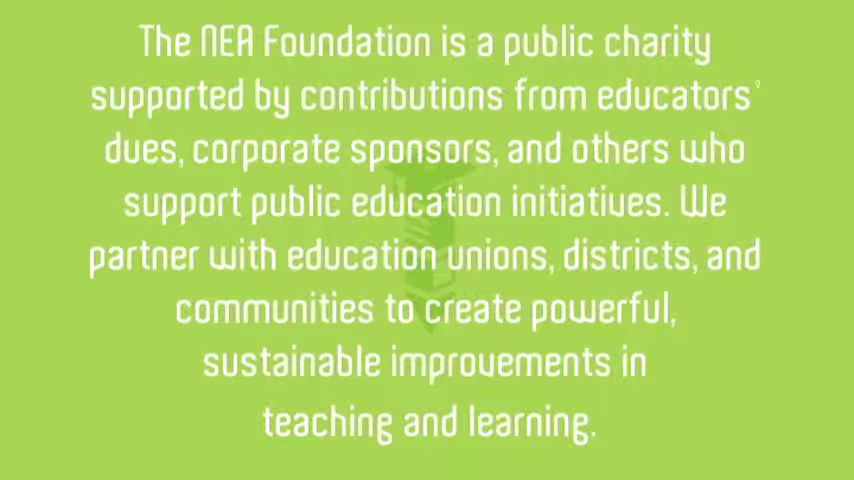 The NEA Foundation is a public charity
supported by contributions from educators'
dues, corporate sponsors, and others who
support public education initiatives. We
partner with education unions, districts, and
communities to create powerful,
sustainable improvements in
teaching and learning.